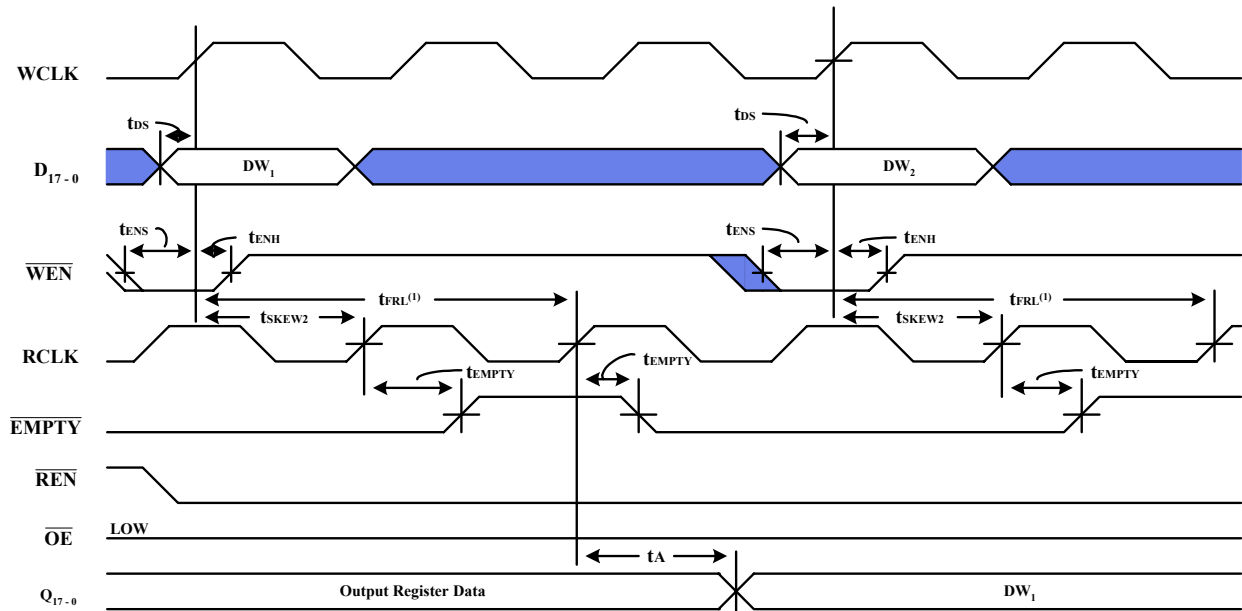 WCLK
tDS
tDS
D17-0
DW1
DW2
tENS
tENH
tENS
tENH
WEN
tFRL(1)
tFRL(1)
tSKEW2
tSKEW2
RCLK
tEMPTY
tEMPTY
tEMPTY
EMPTY
REN
LOW
OE
tA
Q17-0
Output Register Data
DW1